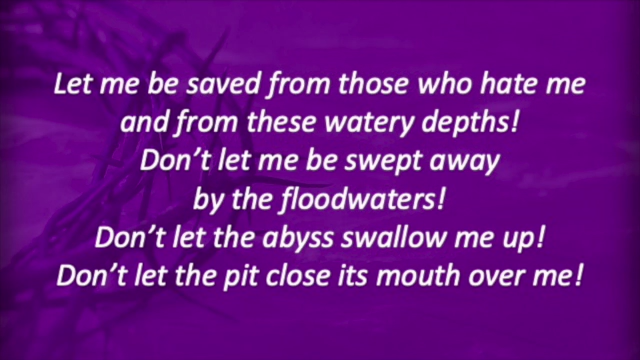 Let me be saved from those who hate me
and from these watery depths!
Don’t let me be swept away
by the floodwaters!
Don’t let the abyss swallow me up!
Don’t let the pit close its mouth over me!